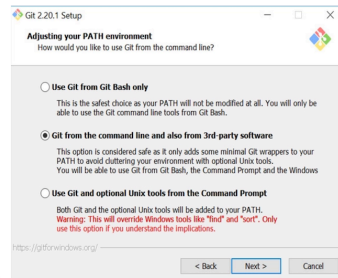 Git 2.20.1 Setup
Adjusting your PATH environment
How would you like to use Git from the command line?
Use Git from Git Bash only
This is the safest choice as your PATH will not be modified at all. You will only be
able to use the Git command line tools from Git Bash.
Git from the command line and also from 3rd-party software
This option is considered safe as it only adds some minimal Git wrappers to your
PATH to avoid cluttering your environment with optional Unix tools.
You will be able to use Git from Git Bash, the Command Prompt and the Windows
Use Git and optional Unix tools from the Command Prompt
Both Git and the optional Unix tools will be added to your PATH.
Warning: This will override Windows tools like "find" and "sort". Only
use this option if you understand the implications.
https://gitforwindows.org/
< Back Next > Cancel